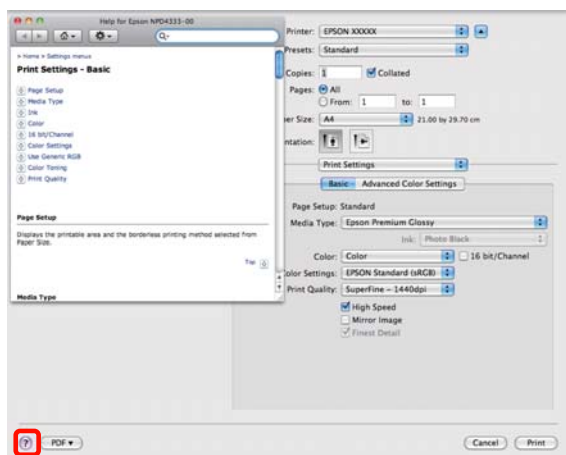 Help for Epson NPD4333-00
> Home > Settings menus
Print Settings - Basic
Page Setup
Media Type
Ink
Color
16 bit/Channel
Color Settings
Use Generic RGB
Color Toning
Print Quality
Page Setup
Displays the printable area and the borderless printing method selected from
Paper Size.
Top
Media Type
Printer: EPSON XXXXX
Presets: Standard
Copies: 1 Collated
Pages: All
From: 1 to: 1
er Size: A4 21.00 by 29.70 cm
ntation:
Print Settings
Basic Advanced Color Settings
Page Setup: Standard
Media Type: Epson Premium Glossy
Ink: Photo Black
Color: Color 16 bit/Channel
olor Settings: EPSON Standard (sRGB)
Print Quality: SuperFine - 1440dpi
High Speed
Mirror Image
Finest Detail
? PDF Cancel Print